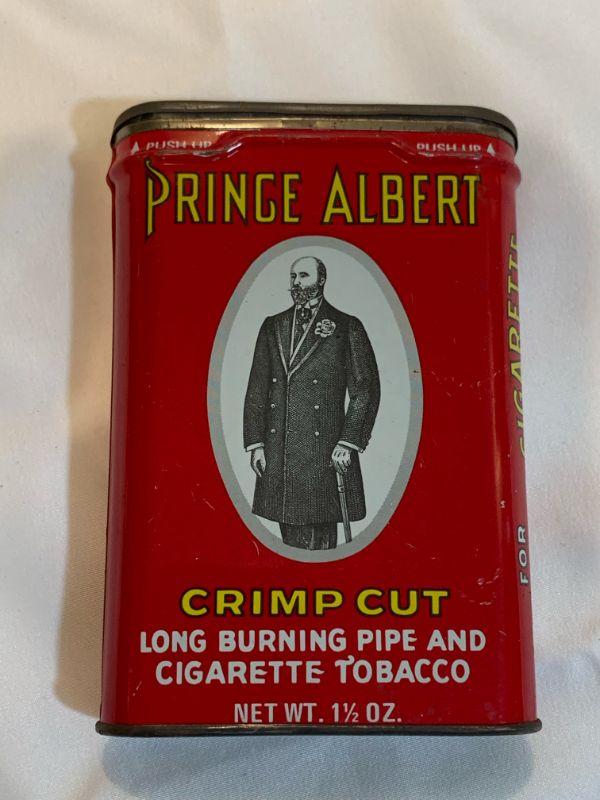 PUSH UP PUSH UP
PRINCE ALBERT
CRIMP CUT
LONG BURNING PIPE AND
CIGARETTE TOBACCO
NET WT. 1½ OZ.
FOR CIGARETTE